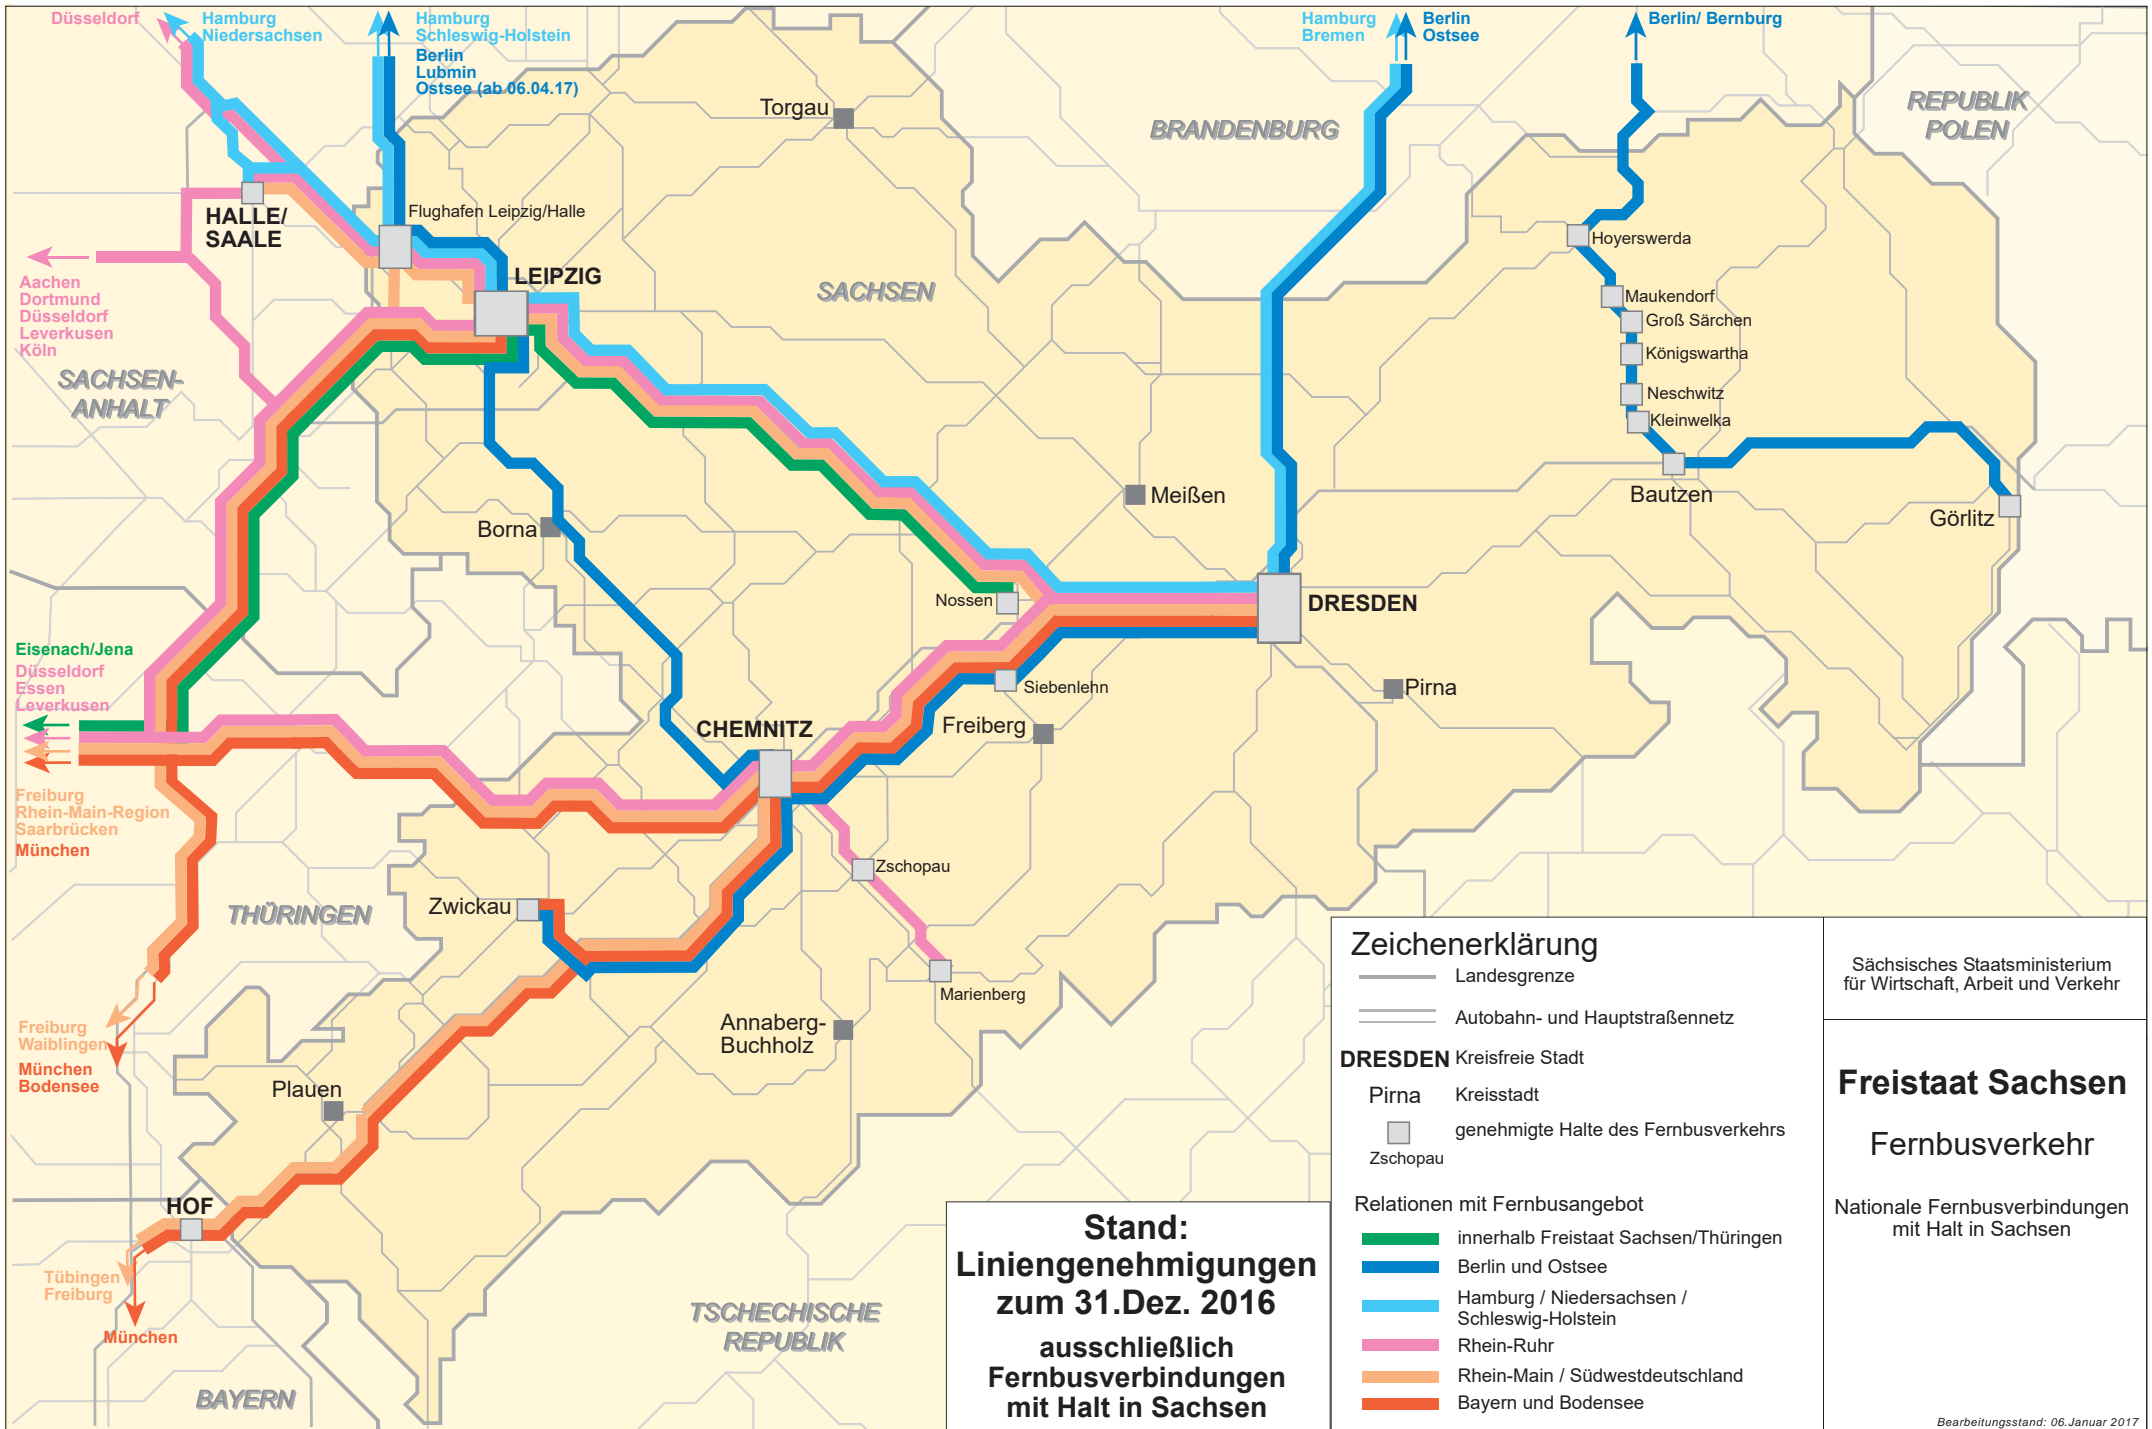 Düsseldorf
Hamburg
Niedersachsen
Hamburg
Schleswig-Holstein
Berlin
Lubmin
Ostsee (ab 06.04.17)
Hamburg
Bremen
Berlin
Ostsee
Berlin/ Bernburg
REPUBLIK
POLEN
Torgau
BRANDENBURG
HALLE/
SAALE
Flughafen Leipzig/Halle
Hoyerswerda
LEIPZIG
SACHSEN
Maukendorf
Groß Särchen
Königswartha
Neschwitz
Kleinwelka
Aachen
Dortmund
Düsseldorf
Leverkusen
Köln
SACHSEN-
ANHALT
Meißen
Bautzen
Görlitz
Borna
Nossen
DRESDEN
Eisenach/Jena
Düsseldorf
Essen
Leverkusen
Siebenlehn
Pirna
Freiberg
CHEMNITZ
Freiburg
Rhein-Main-Region
Saarbrücken
München
Zschopau
Zwickau
THÜRINGEN
Marienberg
Annaberg-
Buchholz
Freiburg
Waiblingen
München
Bodensee
Plauen
HOF
Tübingen
Freiburg
München
BAYERN
TSCHECHISCHE
REPUBLIK
Stand:
Liniengenehmigungen
zum 31.Dez. 2016
ausschließlich
Fernbusverbindungen
mit Halt in Sachsen
Zeichenerklärung
Landesgrenze
Autobahn- und Hauptstraßennetz
DRESDEN Kreisfreie Stadt
Pirna Kreisstadt
genehmigte Halte des Fernbusverkehrs
Zschopau
Relationen mit Fernbusangebot
innerhalb Freistaat Sachsen/Thüringen
Berlin und Ostsee
Hamburg / Niedersachsen /
Schleswig-Holstein
Rhein-Ruhr
Rhein-Main / Südwestdeutschland
Bayern und Bodensee
Sächsisches Staatsministerium
für Wirtschaft, Arbeit und Verkehr
Freistaat Sachsen
Fernbusverkehr
Nationale Fernbusverbindungen
mit Halt in Sachsen
Bearbeitungsstand: 06.Januar 2017